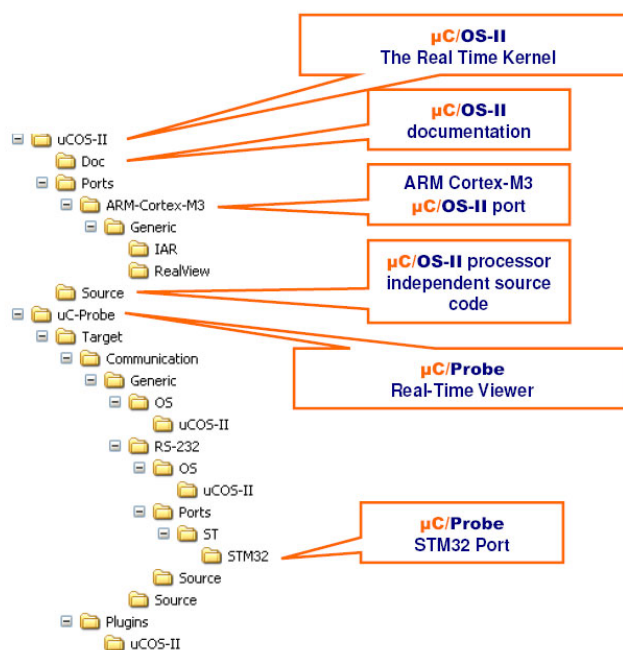 µC/OS-II
The Real Time Kernel
µC/OS-II
documentation
uCOS-II
Doc
Ports
ARM-Cortex-M3
Generic
IAR
RealView
Source
ARM Cortex-M3
µC/OS-II port
µC/OS-II processor
independent source
code
uC-Probe
Target
Communication
Generic
OS
uCOS-II
RS-232
OS
uCOS-II
Ports
ST
STM32
Source
Source
Plugins
uCOS-II
µC/Probe
Real-Time Viewer
µC/Probe
STM32 Port